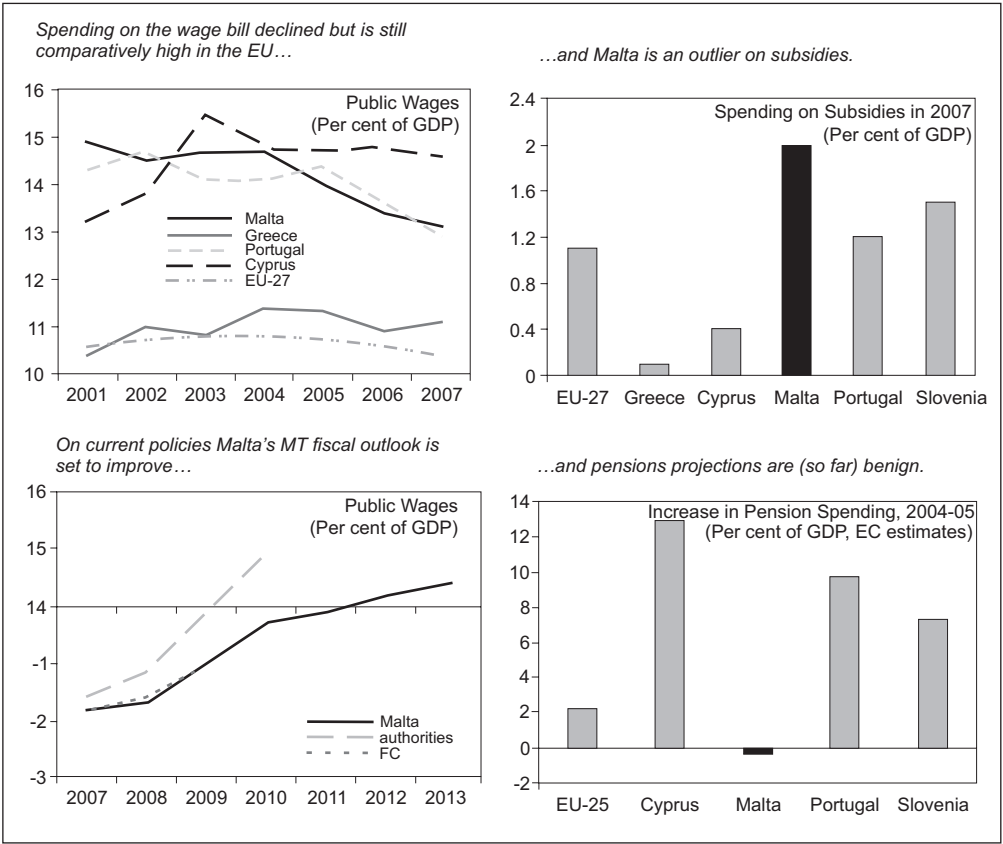 Spending on the wage bill declined but is still
comparatively high in the EU…
16
15
14
13
12
11
10
Public Wages
(Per cent of GDP)
Malta
Greece
Portugal
Cyprus
EU-27
2001 2002 2003 2004 2005 2006 2007
…and Malta is an outlier on subsidies.
2.4
2
1.6
1.2
0.8
0.4
0
Spending on Subsidies in 2007
(Per cent of GDP)
EU-27 Greece Cyprus Malta Portugal Slovenia
On current policies Malta's MT fiscal outlook is
set to improve…
16
15
14
-1
-2
-3
Public Wages
(Per cent of GDP)
Malta
authorities
FC
2007 2008 2009 2010 2011 2012 2013
…and pensions projections are (so far) benign.
14
12
10
8
6
4
2
0
-2
Increase in Pension Spending, 2004-05
(Per cent of GDP, EC estimates)
EU-25 Cyprus Malta Portugal Slovenia